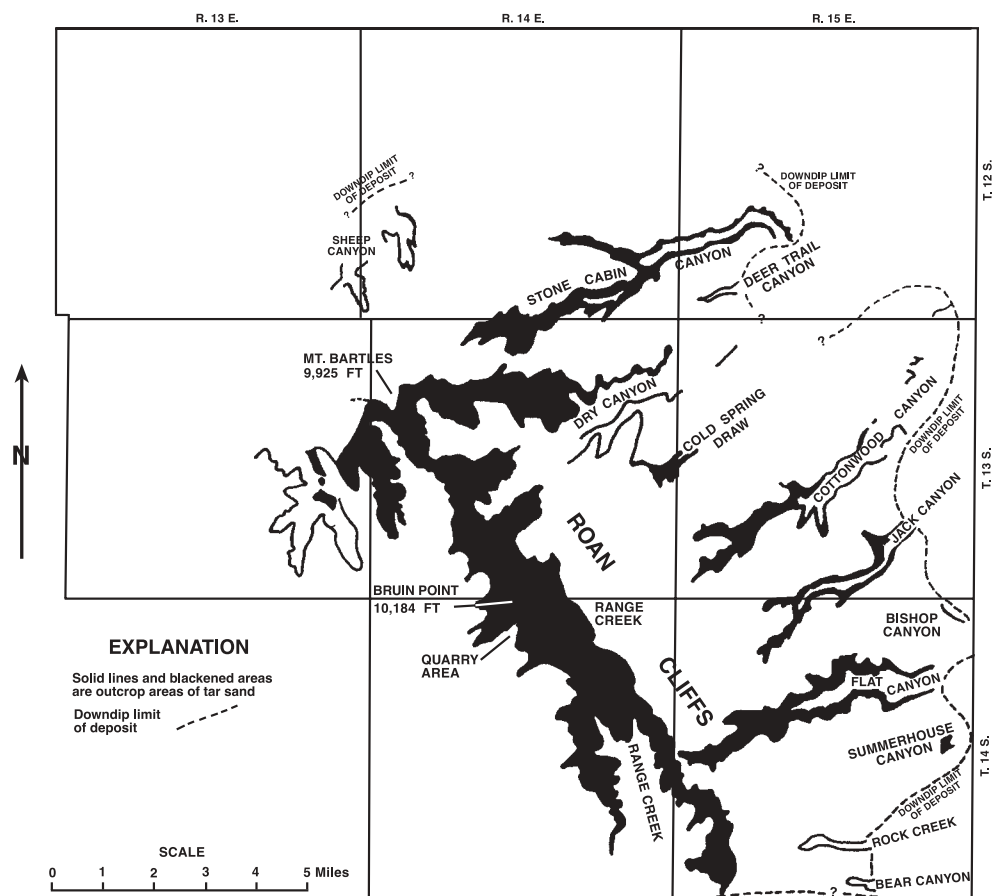 R. 13 E.
R. 14 E.
R. 15 E.
T. 12 S.
DOWNDIP LIMIT
OF DEPOSIT
?
?
SHEEP
CANYON
?
DOWNDIP LIMIT
OF DEPOSIT
STONE CABIN CANYON
DEER TRAIL
CANYON
?
?
MT. BARTLES
9,925 FT
DRY CANYON
COLD SPRING
DRAW
COTTONWOOD CANYON
DOWNDIP LIMIT
OF DEPOSIT
JACK CANYON
T. 13 S.
N
ROAN CLIFFS
BRUIN POINT
10,184 FT
RANGE
CREEK
BISHOP
CANYON
QUARRY
AREA
EXPLANATION
Solid lines and blackened areas
are outcrop areas of tar sand
Downdip limit
of deposit
FLAT CANYON
SUMMERHOUSE
CANYON
T. 14 S.
RANGE CREEK
DOWNDIP LIMIT
OF DEPOSIT
ROCK CREEK
BEAR CANYON
?
SCALE
0 1 2 3 4 5 Miles